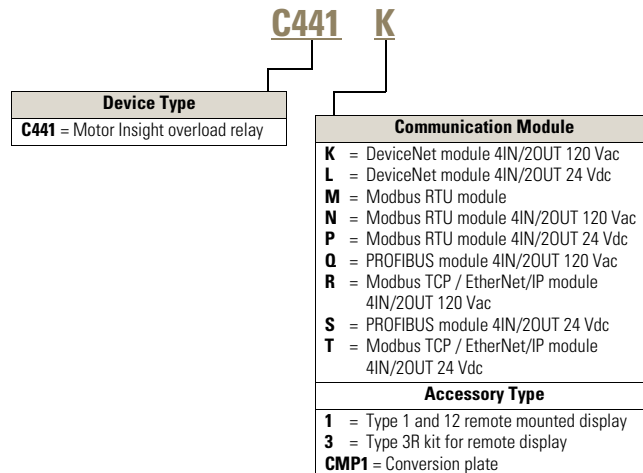 C441 K
Device Type
C441 = Motor Insight overload relay
Communication Module
K = DeviceNet module 4IN/2OUT 120 Vac
L = DeviceNet module 4IN/2OUT 24 Vdc
M = Modbus RTU module
N = Modbus RTU module 4IN/2OUT 120 Vac
P = Modbus RTU module 4IN/2OUT 24 Vdc
Q = PROFIBUS module 4IN/2OUT 120 Vac
R = Modbus TCP / EtherNet/IP module
4IN/2OUT 120 Vac
S = PROFIBUS module 4IN/2OUT 24 Vdc
T = Modbus TCP / EtherNet/IP module
4IN/2OUT 24 Vdc
Accessory Type
1 = Type 1 and 12 remote mounted display
3 = Type 3R kit for remote display
CMP1 = Conversion plate